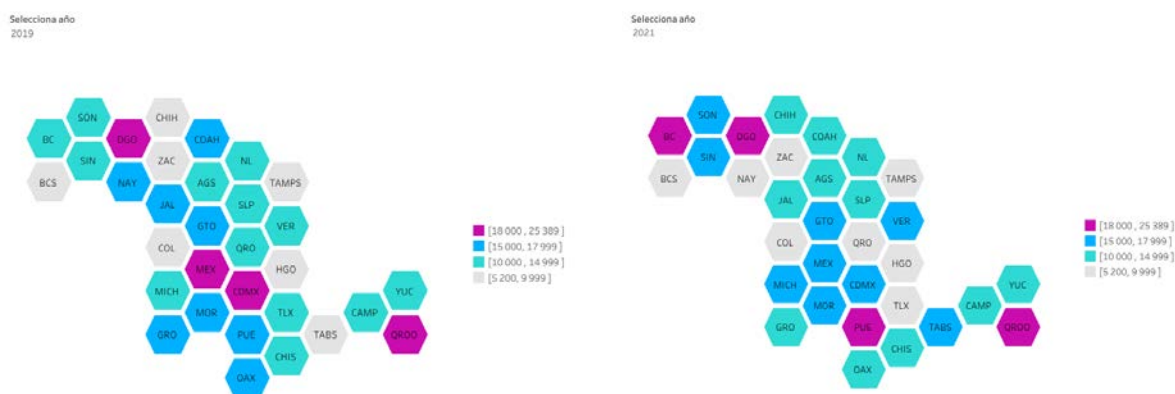 Selecciona año
2019
SON
CHIH
BC
DGO
COAH
SIN
ZAC
NL
BCS
NAY
AGS
TAMPS
JAL
SLP
GTO
VER
COL
QRO
MEX
HGO
MICH
CDMX
YUC
MOR
TLX
CAMP
GRO
PUE
TABS
QROO
CHIS
OAX
[18 000 , 25 389 ]
[15 000, 17 999 ]
[10 000 , 14 999 ]
[5 200, 9 999 ]
Selecciona año
2021
SON
CHIH
BC
DGO
COAH
SIN
ZAC
NL
BCS
NAY
AGS
TAMPS
JAL
SLP
GTO
VER
COL
QRO
MEX
HGO
MICH
CDMX
YUC
MOR
TLX
CAMP
GRO
PUE
TABS
QROO
CHIS
OAX
[18 000 , 25 389 ]
[15 000, 17 999 ]
[10 000 , 14 999 ]
[5 200, 9 999 ]